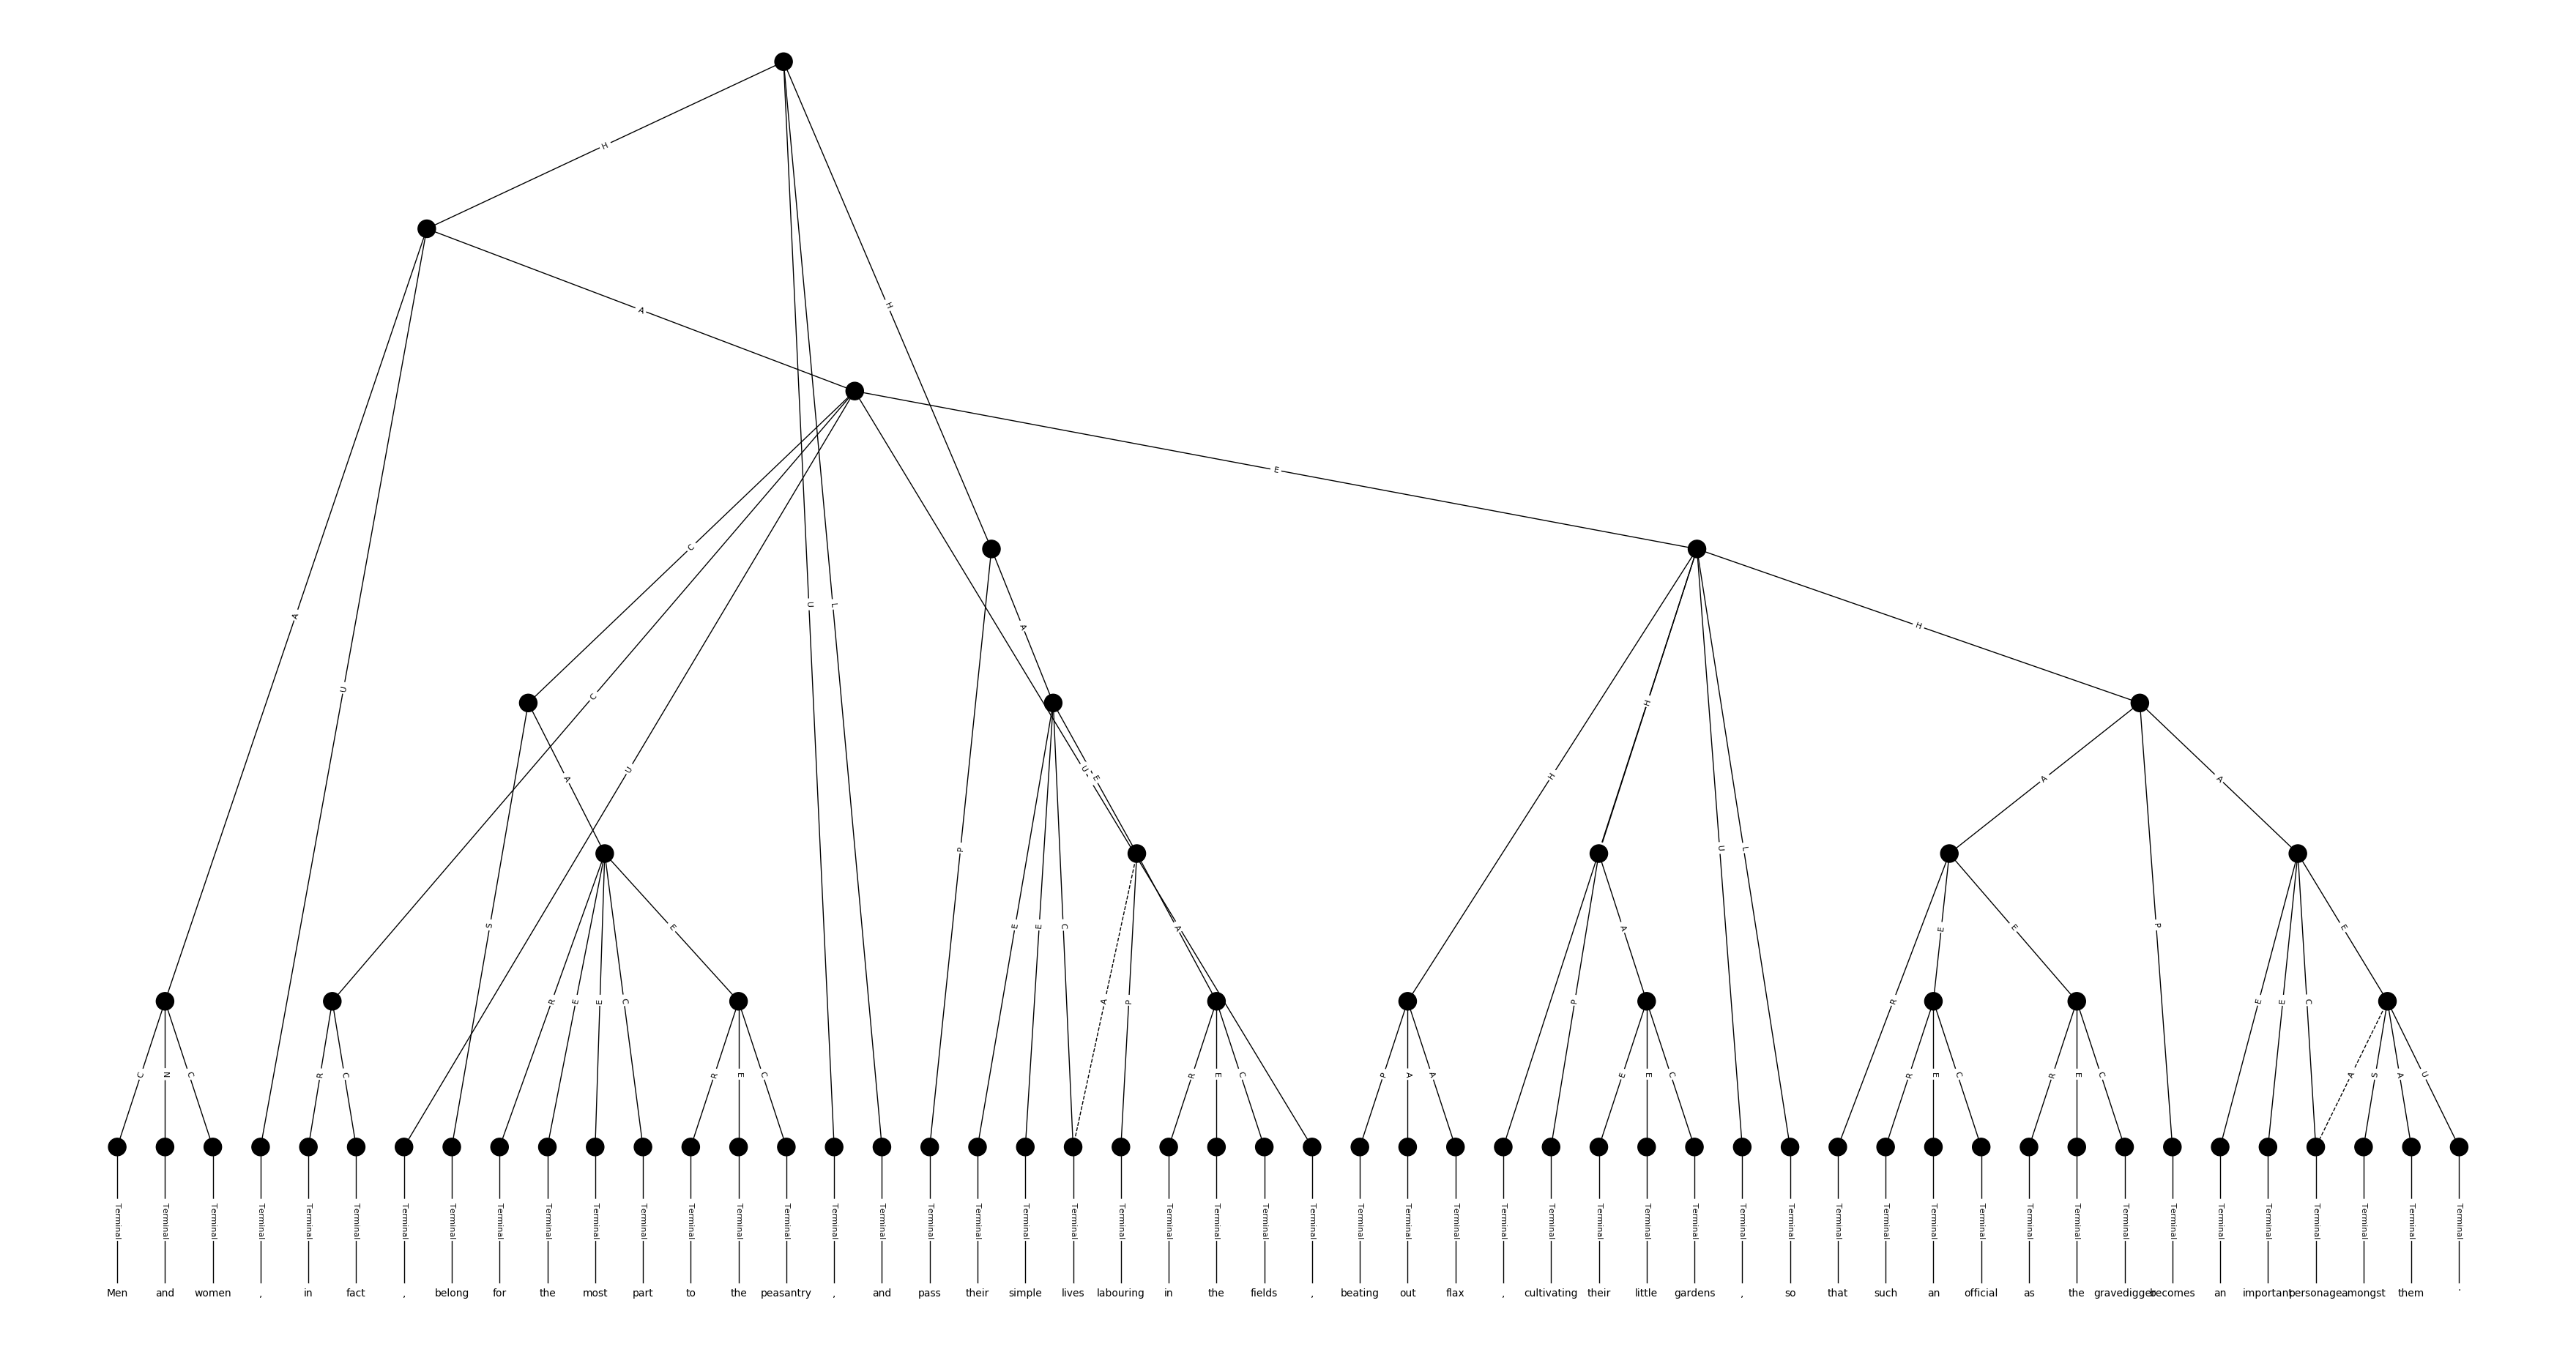 H
A
H
A
E
C
A
U
A
H
H
H
C
U
L
U
A
U
E
H
A
A
S
P
E
E
C
A
U
L
E
P
E
R
E
E
C
A
P
A
P
A
R
E
E
C
C
N
C
R
C
R
E
C
R
E
C
P
A
A
E
E
C
R
E
C
R
E
C
A
S
A
U
Terminal Terminal Terminal Terminal Terminal Terminal Terminal Terminal Terminal Terminal Terminal Terminal Terminal Terminal Terminal Terminal Terminal Terminal Terminal Terminal Terminal Terminal Terminal Terminal Terminal Terminal Terminal Terminal Terminal Terminal Terminal Terminal Terminal Terminal Terminal Terminal Terminal Terminal Terminal Terminal Terminal Terminal Terminal Terminal Terminal Terminal Terminal Terminal Terminal Terminal
Men and women , in fact , belong for the most part to the peasantry , and pass their simple lives labouring in the fields , beating out flax , cultivating their little gardens , so that such an official as the gravedigger becomes an important personage amongst them .